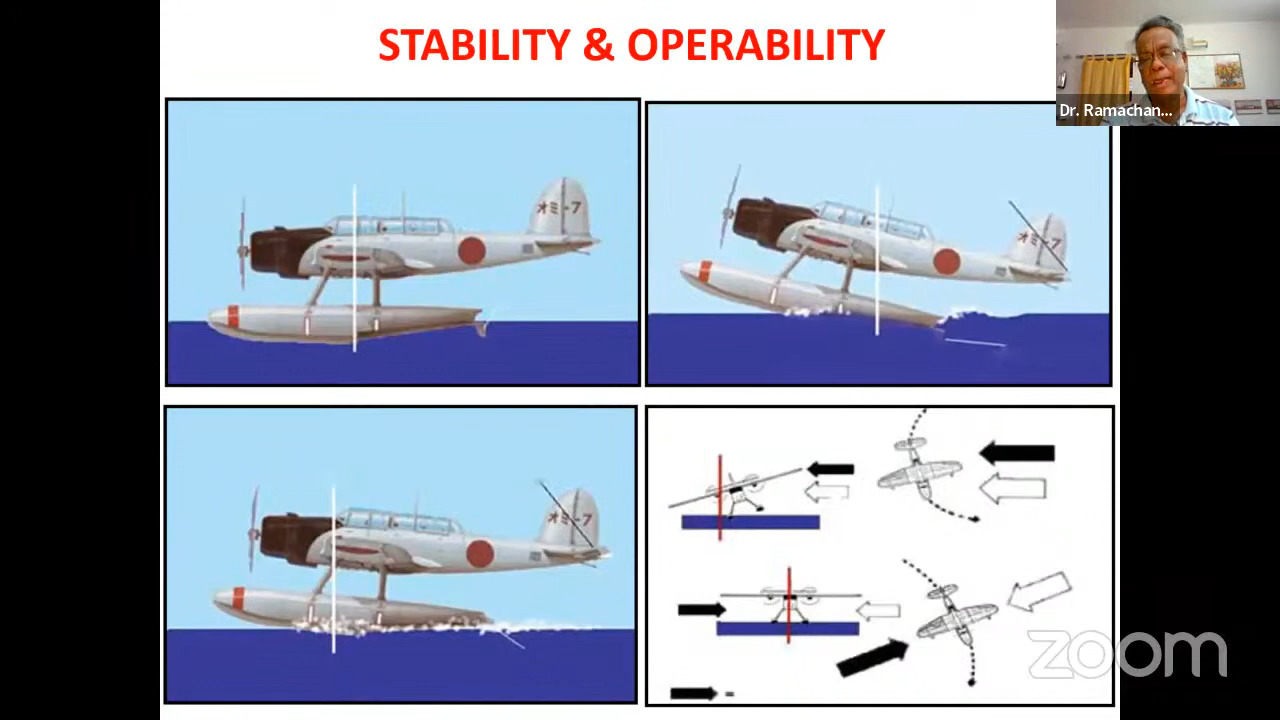 STABILITY & OPERABILITY
Dr. Ramachan...
オミ-7
オミ-7
オミ-7
=
zoom